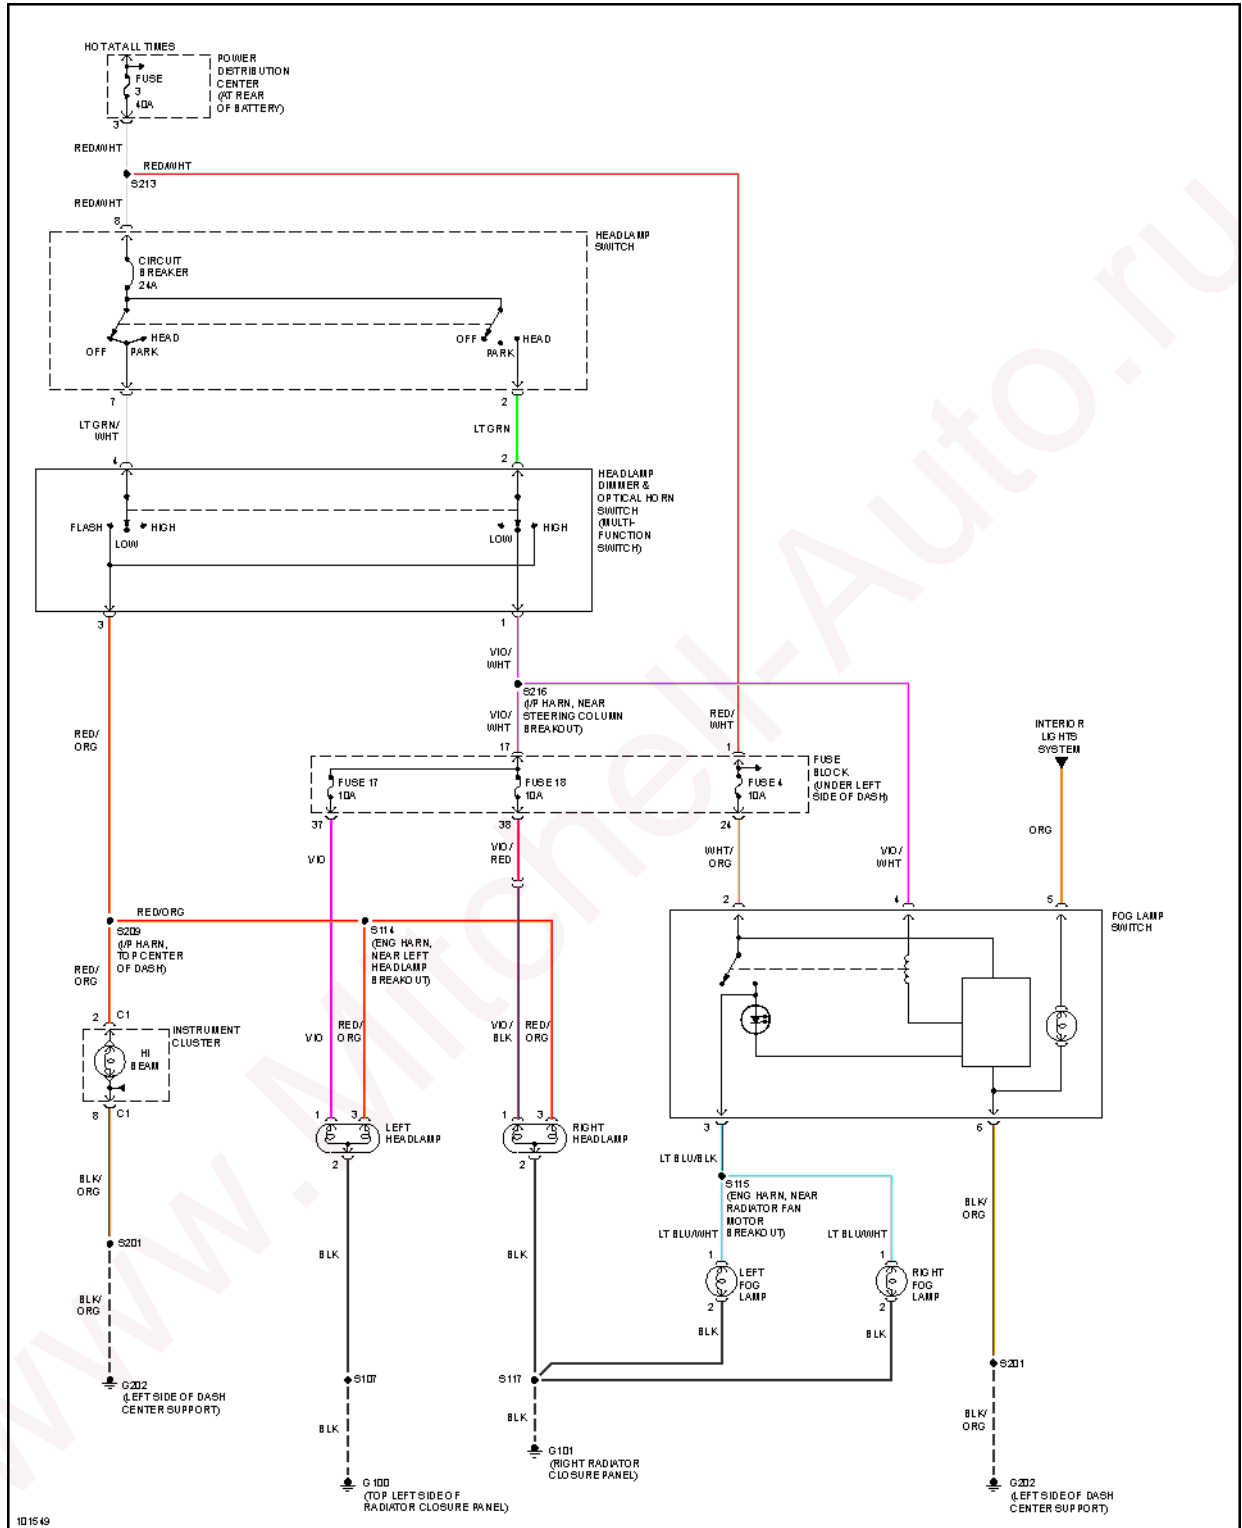 HOT AT ALL TIMES
POWER
DISTRIBUTION
CENTER
(AT REAR
OF BATTERY)
FUSE
3
40A
3
RED/WHT
RED/WHT
S213
RED/WHT
8
HEADLAMP
SWITCH
CIRCUIT
BREAKER
24A
OFF
PARK
HEAD
OFF
PARK
HEAD
7
2
LT GRN/
WHT
LT GRN
4
2
HEADLAMP
DIMMER &
OPTICAL HORN
SWITCH
(MULTI-
FUNCTION
SWITCH)
FLASH
LOW
HIGH
LOW
HIGH
3
1
VIO/
WHT
S216
(I/P HARN, NEAR
STEERING COLUMN
BREAKOUT)
VIO/
WHT
RED/
WHT
RED/
ORG
INTERIOR
LIGHTS
SYSTEM
17
1
FUSE 17
10A
FUSE 18
10A
FUSE 4
10A
FUSE
BLOCK
(UNDER LEFT
SIDE OF DASH)
37
38
24
VIO
VIO/
RED
WHT/
ORG
VIO/
WHT
ORG
2
4
5
FOG LAMP
SWITCH
RED/ORG
S209
(I/P HARN,
TOP CENTER
OF DASH)
S114
(ENG HARN,
NEAR LEFT
HEADLAMP
BREAKOUT)
RED/
ORG
2 C1
INSTRUMENT
CLUSTER
HI
BEAM
8 C1
VIO
RED/
ORG
VIO/
BLK
RED/
ORG
1 3
LEFT
HEADLAMP
2
1 3
RIGHT
HEADLAMP
2
3
6
LT BLU/BLK
S115
(ENG HARN, NEAR
RADIATOR FAN
MOTOR
BREAKOUT)
BLK/
ORG
BLK/
ORG
LT BLU/WHT
LT BLU/WHT
S201
BLK
BLK
1
LEFT
FOG
LAMP
2
1
RIGHT
FOG
LAMP
2
BLK/
ORG
BLK
BLK
G202
(LEFT SIDE OF DASH
CENTER SUPPORT)
S107
S117
S201
BLK
BLK
BLK/
ORG
G101
(RIGHT RADIATOR
CLOSURE PANEL)
G100
(TOP LEFT SIDE OF
RADIATOR CLOSURE PANEL)
G202
(LEFT SIDE OF DASH
CENTER SUPPORT)
101549
www.Mitchell-Auto.ru